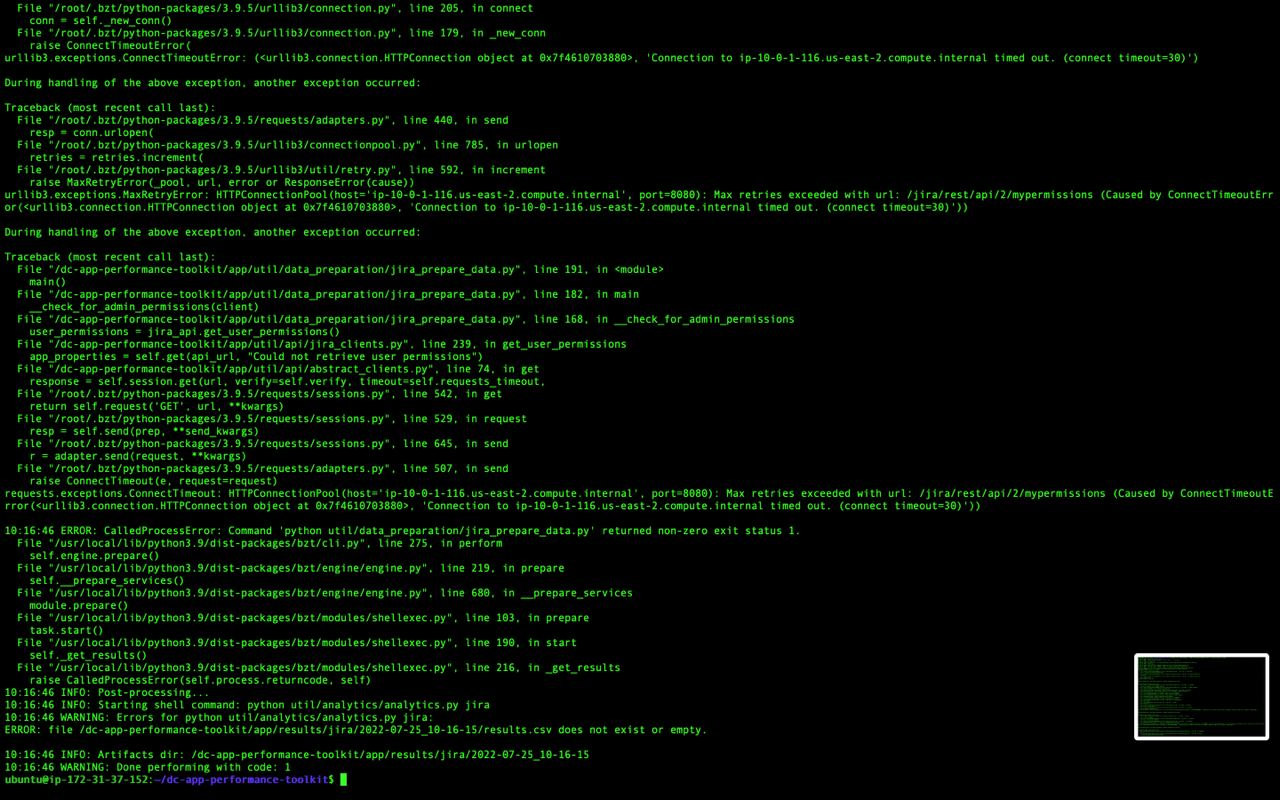 File "/root/.bzt/python-packages/3.9.5/urllib3/connection.py", line 205, in connect
    conn = self._new_conn()
  File "/root/.bzt/python-packages/3.9.5/urllib3/connection.py", line 179, in _new_conn
    raise ConnectTimeoutError(
urllib3.exceptions.ConnectTimeoutError: (<urllib3.connection.HTTPConnection object at 0x7f4610703880>, 'Connection to ip-10-0-1-116.us-east-2.compute.internal timed out. (connect timeout=30)')

During handling of the above exception, another exception occurred:

Traceback (most recent call last):
  File "/root/.bzt/python-packages/3.9.5/requests/adapters.py", line 440, in send
    resp = conn.urlopen(
  File "/root/.bzt/python-packages/3.9.5/urllib3/connectionpool.py", line 785, in urlopen
    retries = retries.increment(
  File "/root/.bzt/python-packages/3.9.5/urllib3/util/retry.py", line 592, in increment
    raise MaxRetryError(_pool, url, error or ResponseError(cause))
urllib3.exceptions.MaxRetryError: HTTPConnectionPool(host='ip-10-0-1-116.us-east-2.compute.internal', port=8080): Max retries exceeded with url: /jira/rest/api/2/mypermissions (Caused by ConnectTimeoutErr
or(<urllib3.connection.HTTPConnection object at 0x7f4610703880>, 'Connection to ip-10-0-1-116.us-east-2.compute.internal timed out. (connect timeout=30)'))

During handling of the above exception, another exception occurred:

Traceback (most recent call last):
  File "/dc-app-performance-toolkit/app/util/data_preparation/jira_prepare_data.py", line 191, in <module>
    main()
  File "/dc-app-performance-toolkit/app/util/data_preparation/jira_prepare_data.py", line 182, in main
    __check_for_admin_permissions(client)
  File "/dc-app-performance-toolkit/app/util/data_preparation/jira_prepare_data.py", line 168, in __check_for_admin_permissions
    user_permissions = jira_api.get_user_permissions()
  File "/dc-app-performance-toolkit/app/util/api/jira_clients.py", line 239, in get_user_permissions
    app_properties = self.get(api_url, "Could not retrieve user permissions")
  File "/dc-app-performance-toolkit/app/util/api/abstract_clients.py", line 74, in get
    response = self.session.get(url, verify=self.verify, timeout=self.requests_timeout,
  File "/root/.bzt/python-packages/3.9.5/requests/sessions.py", line 542, in get
    return self.request('GET', url, **kwargs)
  File "/root/.bzt/python-packages/3.9.5/requests/sessions.py", line 529, in request
    resp = self.send(prep, **send_kwargs)
  File "/root/.bzt/python-packages/3.9.5/requests/sessions.py", line 645, in send
    r = adapter.send(request, **kwargs)
  File "/root/.bzt/python-packages/3.9.5/requests/adapters.py", line 507, in send
    raise ConnectTimeout(e, request=request)
requests.exceptions.ConnectTimeout: HTTPConnectionPool(host='ip-10-0-1-116.us-east-2.compute.internal', port=8080): Max retries exceeded with url: /jira/rest/api/2/mypermissions (Caused by ConnectTimeoutE
rror(<urllib3.connection.HTTPConnection object at 0x7f4610703880>, 'Connection to ip-10-0-1-116.us-east-2.compute.internal timed out. (connect timeout=30)'))

10:16:46 ERROR: CalledProcessError: Command 'python util/data_preparation/jira_prepare_data.py' returned non-zero exit status 1.
  File "/usr/local/lib/python3.9/dist-packages/bzt/cli.py", line 275, in perform
    self.engine.prepare()
  File "/usr/local/lib/python3.9/dist-packages/bzt/engine/engine.py", line 219, in prepare
    self.__prepare_services()
  File "/usr/local/lib/python3.9/dist-packages/bzt/engine/engine.py", line 680, in __prepare_services
    module.prepare()
  File "/usr/local/lib/python3.9/dist-packages/bzt/modules/shellexec.py", line 103, in prepare
    task.start()
  File "/usr/local/lib/python3.9/dist-packages/bzt/modules/shellexec.py", line 190, in start
    self._get_results()
  File "/usr/local/lib/python3.9/dist-packages/bzt/modules/shellexec.py", line 216, in _get_results
    raise CalledProcessError(self.process.returncode, self)
10:16:46 INFO: Post-processing...
10:16:46 INFO: Starting shell command: python util/analytics/analytics.py jira
10:16:46 WARNING: Errors for python util/analytics/analytics.py jira:
ERROR: file /dc-app-performance-toolkit/app/results/jira/2022-07-25_10-16-15/results.csv does not exist or empty.

10:16:46 INFO: Artifacts dir: /dc-app-performance-toolkit/app/results/jira/2022-07-25_10-16-15
10:16:46 WARNING: Done performing with code: 1
ubuntu@ip-172-31-37-152:~/dc-app-performance-toolkit$